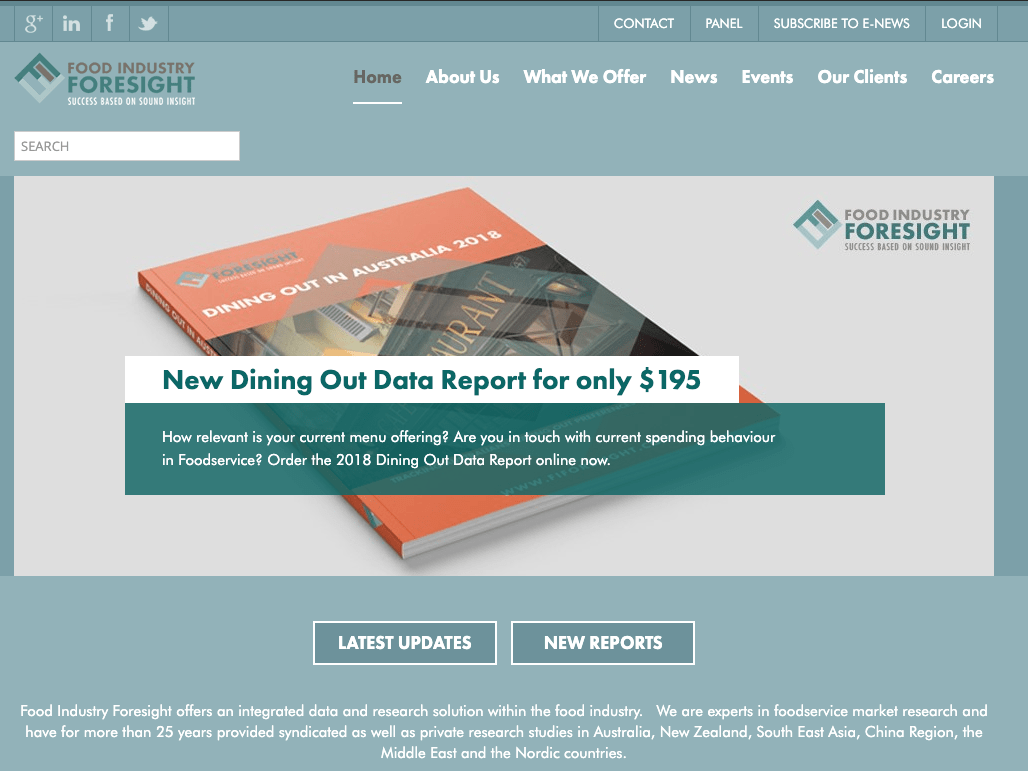 CONTACT
PANEL
SUBSCRIBE TO E-NEWS
LOGIN
FOOD INDUSTRY
FORESIGHT
SUCCESS BASED ON SOUND INSIGHT
Home
About Us
What We Offer
News
Events
Our Clients
Careers
SEARCH
FOOD INDUSTRY
FORESIGHT
SUCCESS BASED ON SOUND INSIGHT
FORESIGHT
DINING OUT IN AUSTRALIA 2018
DINING OUT IN AUST
New Dining Out Data Report for only $195
How relevant is your current menu offering? Are you in touch with current spending behaviour
in Foodservice? Order the 2018 Dining Out Data Report online now.
LATEST UPDATES
NEW REPORTS
Food Industry Foresight offers an integrated data and research solution within the food industry.   We are experts in foodservice market research and
have for more than 25 years provided syndicated as well as private research studies in Australia, New Zealand, South East Asia, China Region, the
Middle East and the Nordic countries.